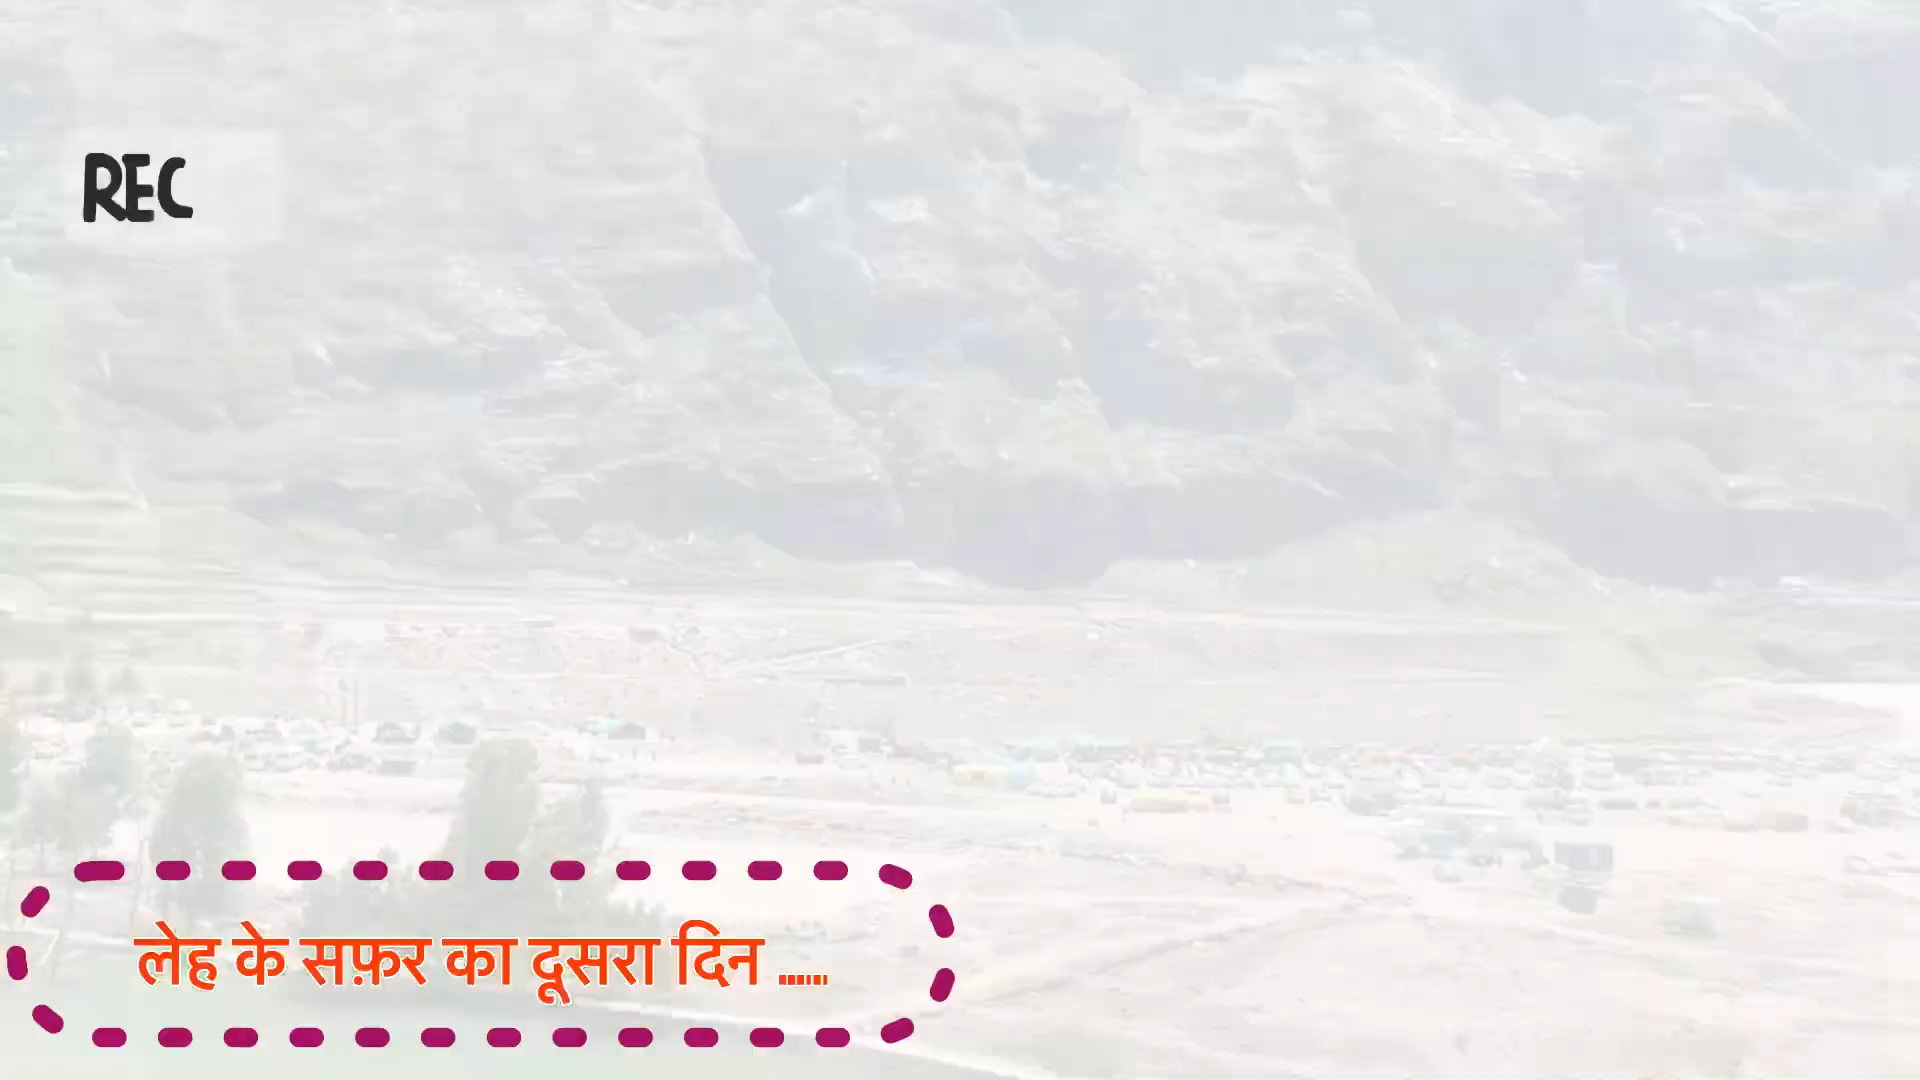 REC
लेह के सफ़र का दूसरा दिन ......